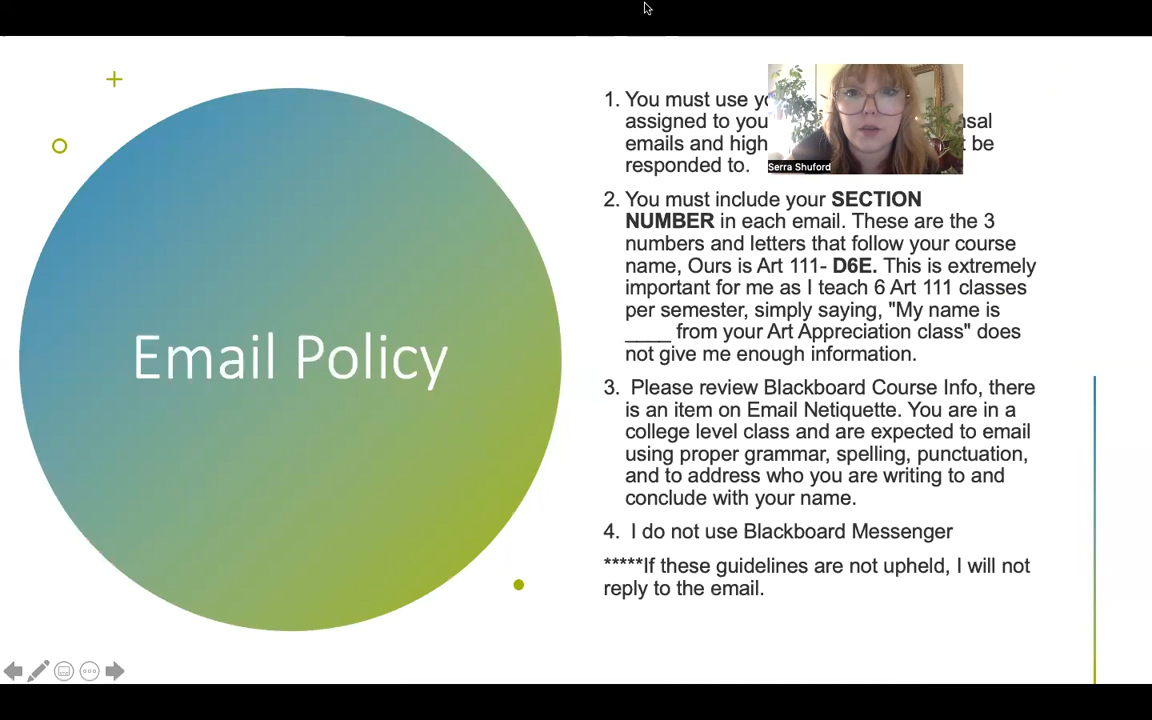 Email Policy
1. You must use yo
assigned to you
nsal
emails and high
t be
responded to.
Serra Shuford
2. You must include your SECTION
NUMBER in each email. These are the 3
numbers and letters that follow your course
name, Ours is Art 111- D6E. This is extremely
important for me as I teach 6 Art 111 classes
per semester, simply saying, "My name is
____ from your Art Appreciation class" does
not give me enough information.
3. Please review Blackboard Course Info, there
is an item on Email Netiquette. You are in a
college level class and are expected to email
using proper grammar, spelling, punctuation,
and to address who you are writing to and
conclude with your name.
4. I do not use Blackboard Messenger
*****If these guidelines are not upheld, I will not
reply to the email.